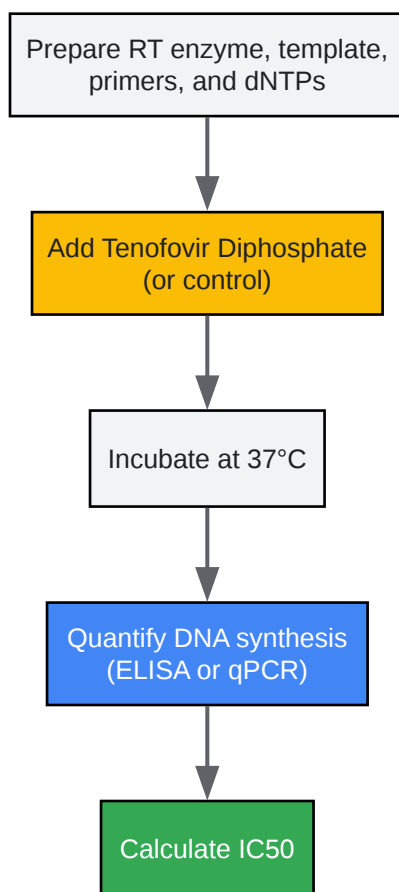 Prepare RT enzyme, template,
primers, and dNTPs
Add Tenofovir Diphosphate
(or control)
Incubate at 37°C
Quantify DNA synthesis
(ELISA or qPCR)
Calculate IC50